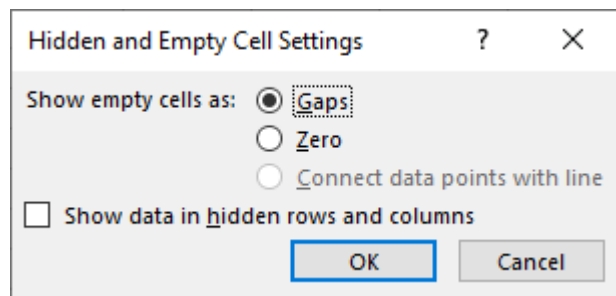 Hidden and Empty Cell Settings ? ×
Show empty cells as: Gaps
Zero
Connect data points with line
Show data in hidden rows and columns
OK Cancel